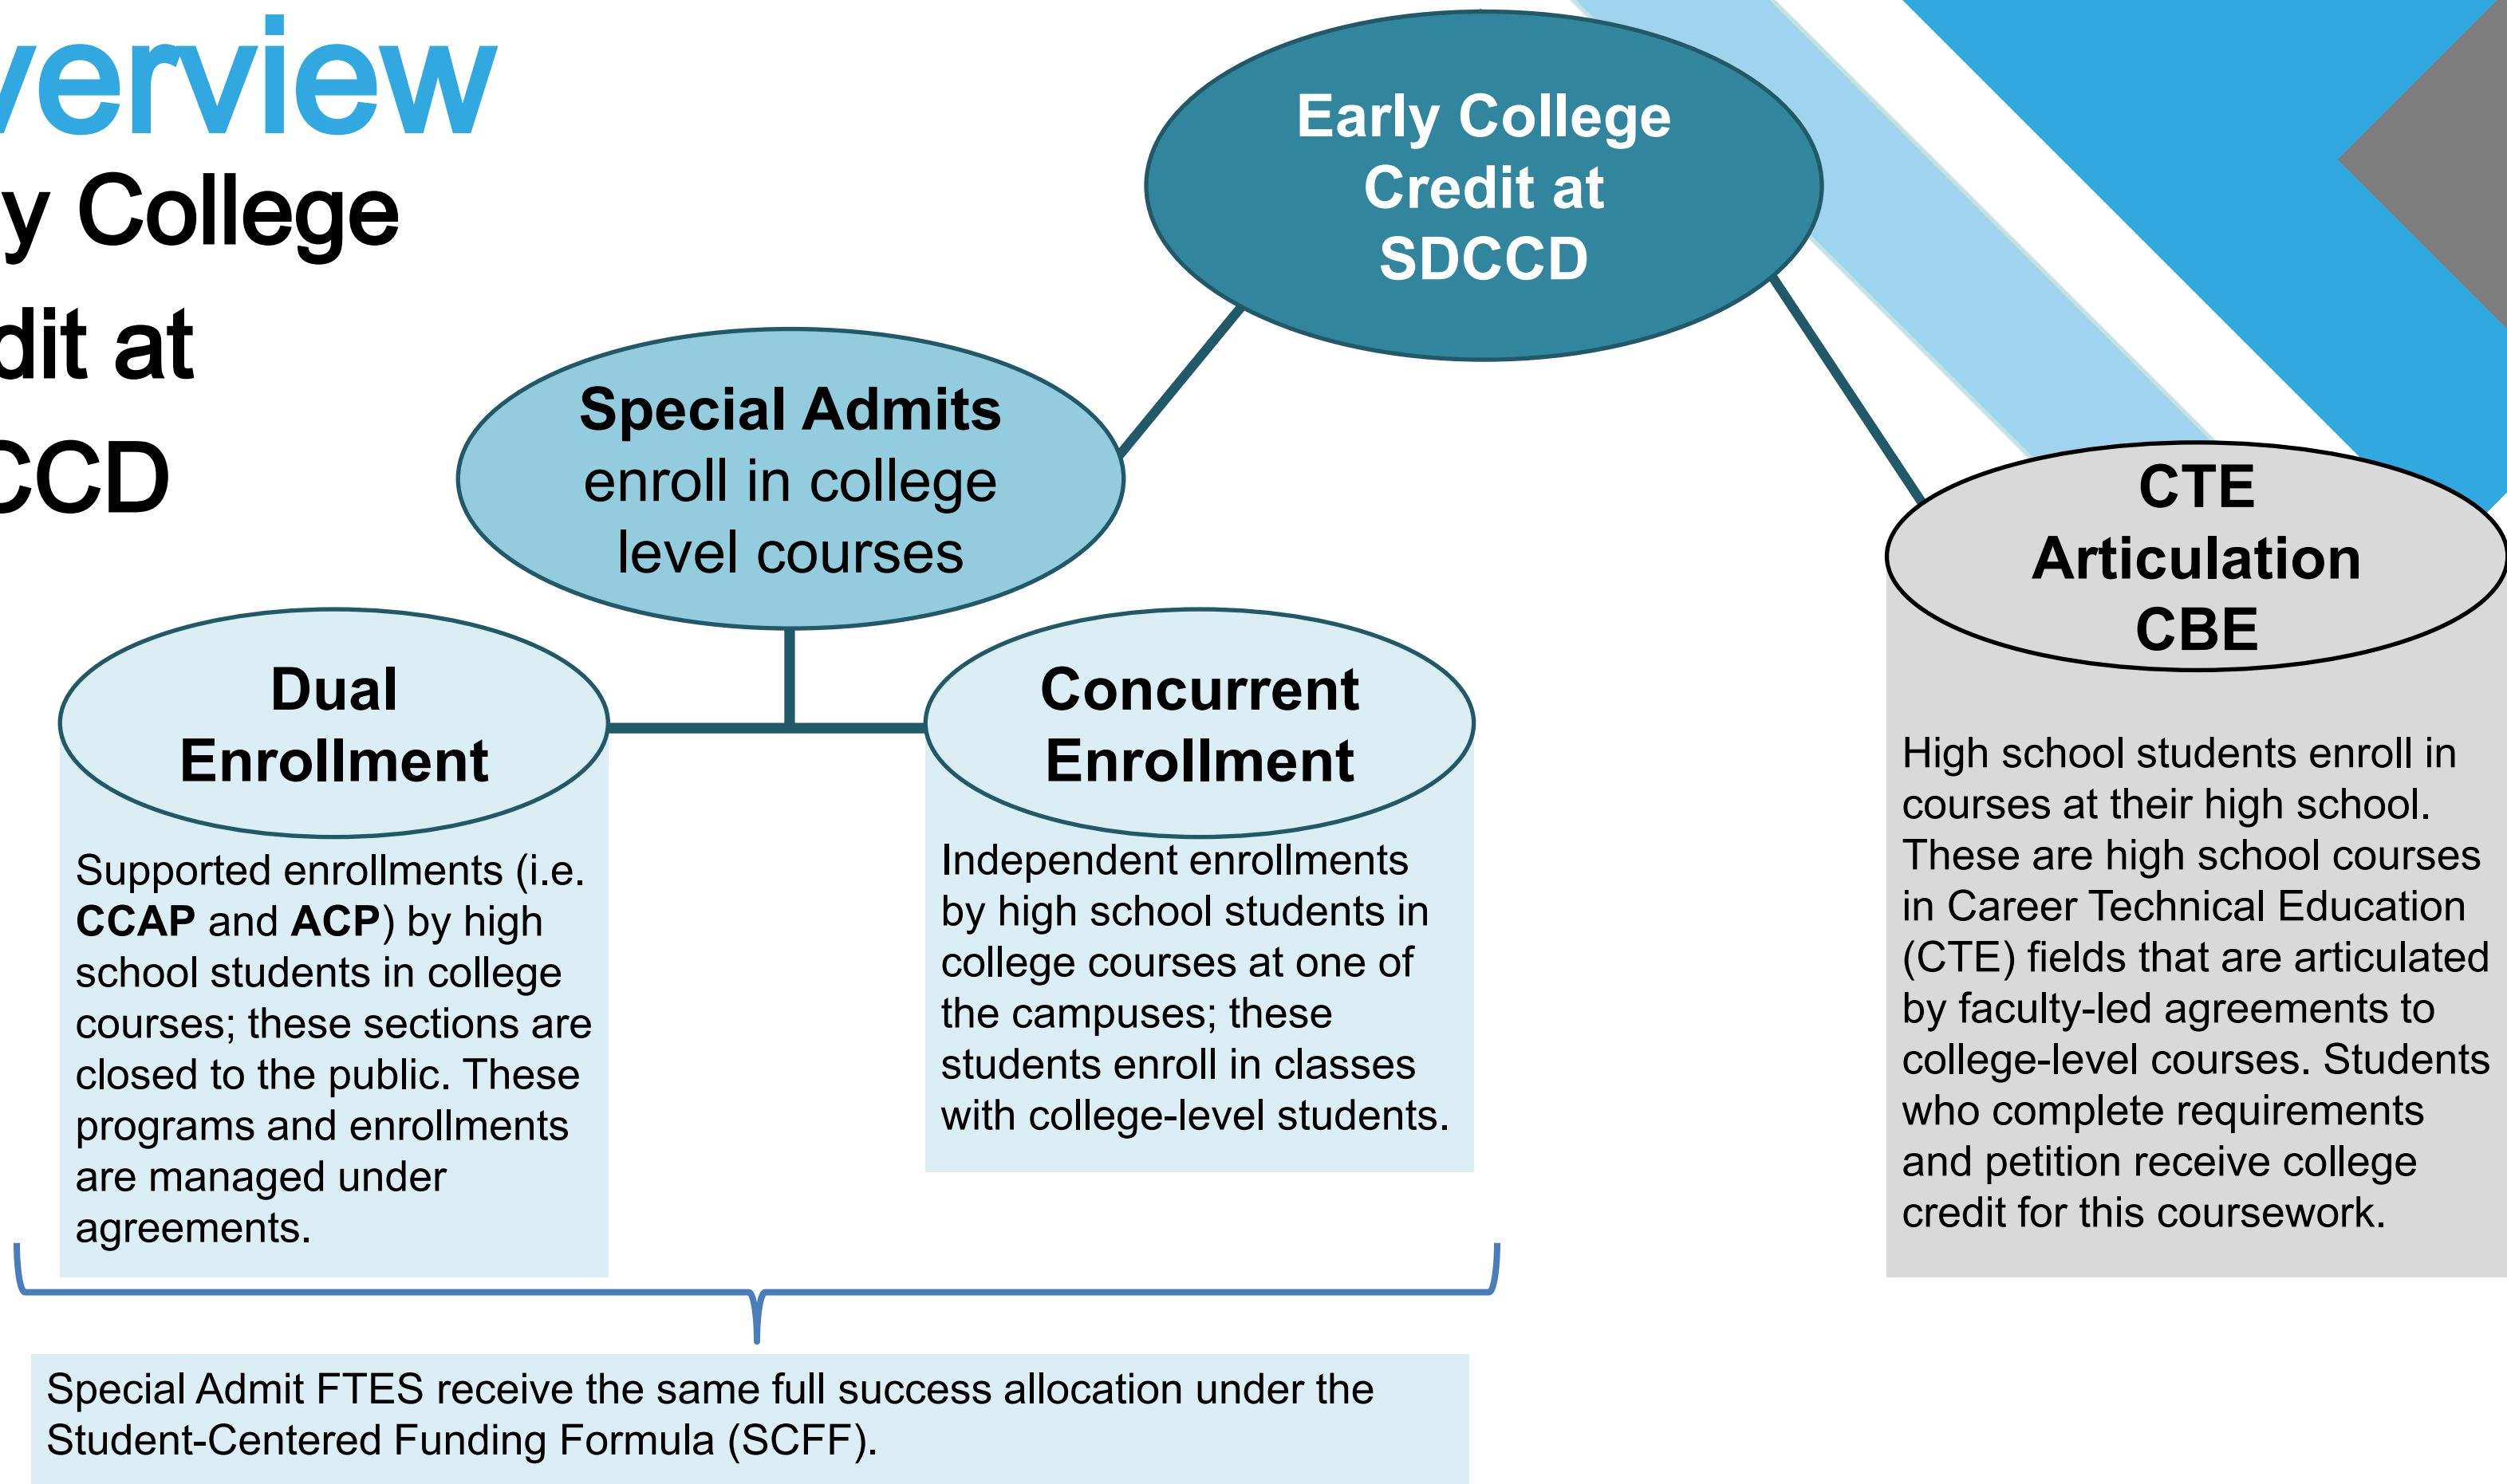 verview
y College
dit at
CCD
Early College
Credit at
SDCCD
Special Admits
enroll in college
level courses
Dual
Enrollment
Supported enrollments (i.e.
CCAP and ACP) by high
school students in college
courses; these sections are
closed to the public. These
programs and enrollments
are managed under
agreements.
Concurrent
Enrollment
Independent enrollments
by high school students in
college courses at one of
the campuses; these
students enroll in classes
with college-level students.
CTE
Articulation
CBE
High school students enroll in
courses at their high school.
These are high school courses
in Career Technical Education
(CTE) fields that are articulated
by faculty-led agreements to
college-level courses. Students
who complete requirements
and petition receive college
credit for this coursework.
Special Admit FTES receive the same full success allocation under the
Student-Centered Funding Formula (SCFF).